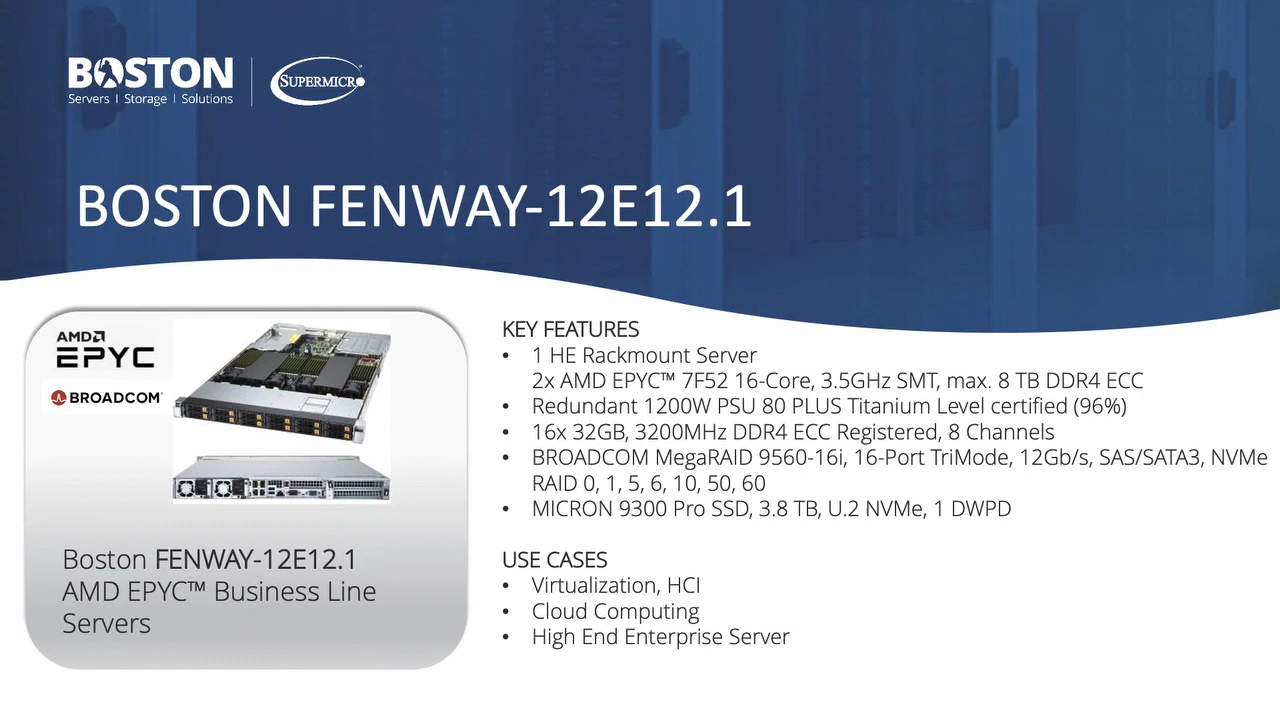 BOSTON
Servers | Storage | Solutions
SUPERMICRO
BOSTON FENWAY-12E12.1
AMD
EPYC
BROADCOM
Boston FENWAY-12E12.1
AMD EPYC™ Business Line
Servers
KEY FEATURES
• 1 HE Rackmount Server
2x AMD EPYC™ 7F52 16-Core, 3.5GHz SMT, max. 8 TB DDR4 ECC
• Redundant 1200W PSU 80 PLUS Titanium Level certified (96%)
• 16x 32GB, 3200MHz DDR4 ECC Registered, 8 Channels
• BROADCOM MegaRAID 9560-16i, 16-Port TriMode, 12Gb/s, SAS/SATA3, NVMe
RAID 0, 1, 5, 6, 10, 50, 60
• MICRON 9300 Pro SSD, 3.8 TB, U.2 NVMe, 1 DWPD
USE CASES
• Virtualization, HCI
• Cloud Computing
• High End Enterprise Server